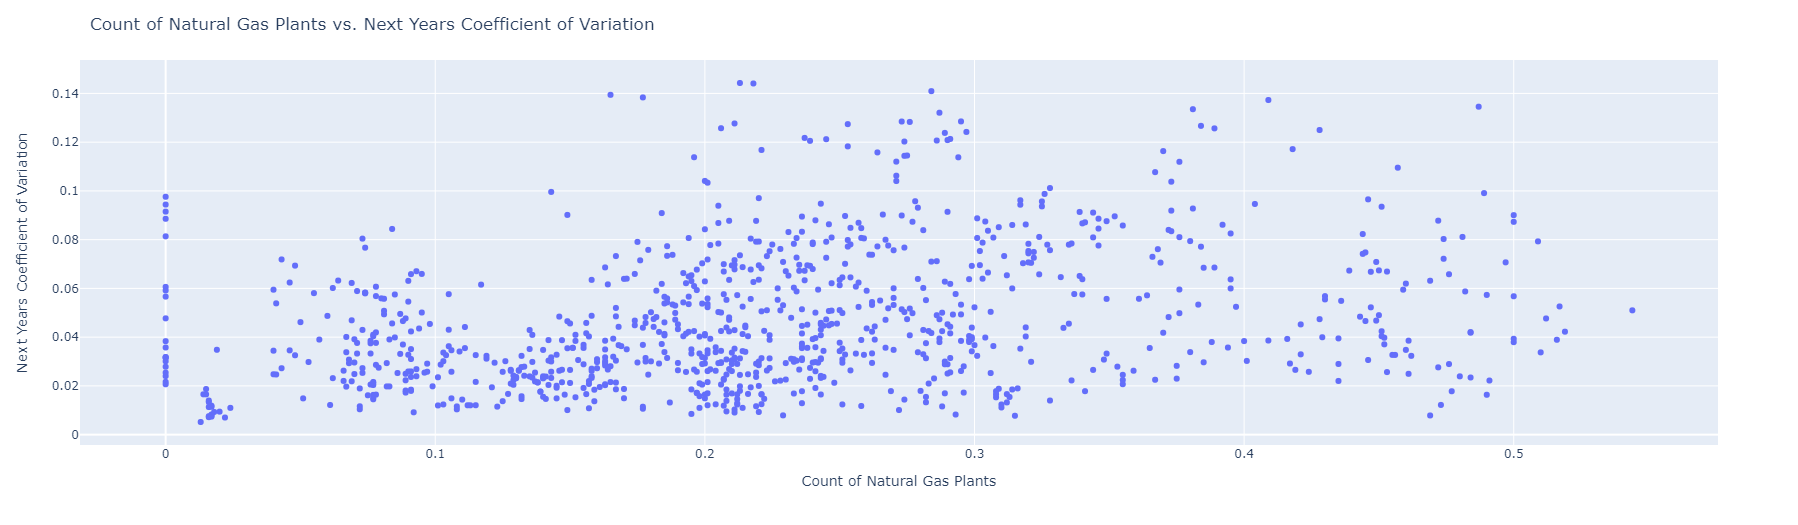 Count of Natural Gas Plants vs. Next Years Coefficient of Variation
Next Years Coefficient of Variation
0.14
0.12
0.1
0.08
0.06
0.04
0.02
0
0 0.1 0.2 0.3 0.4 0.5
Count of Natural Gas Plants